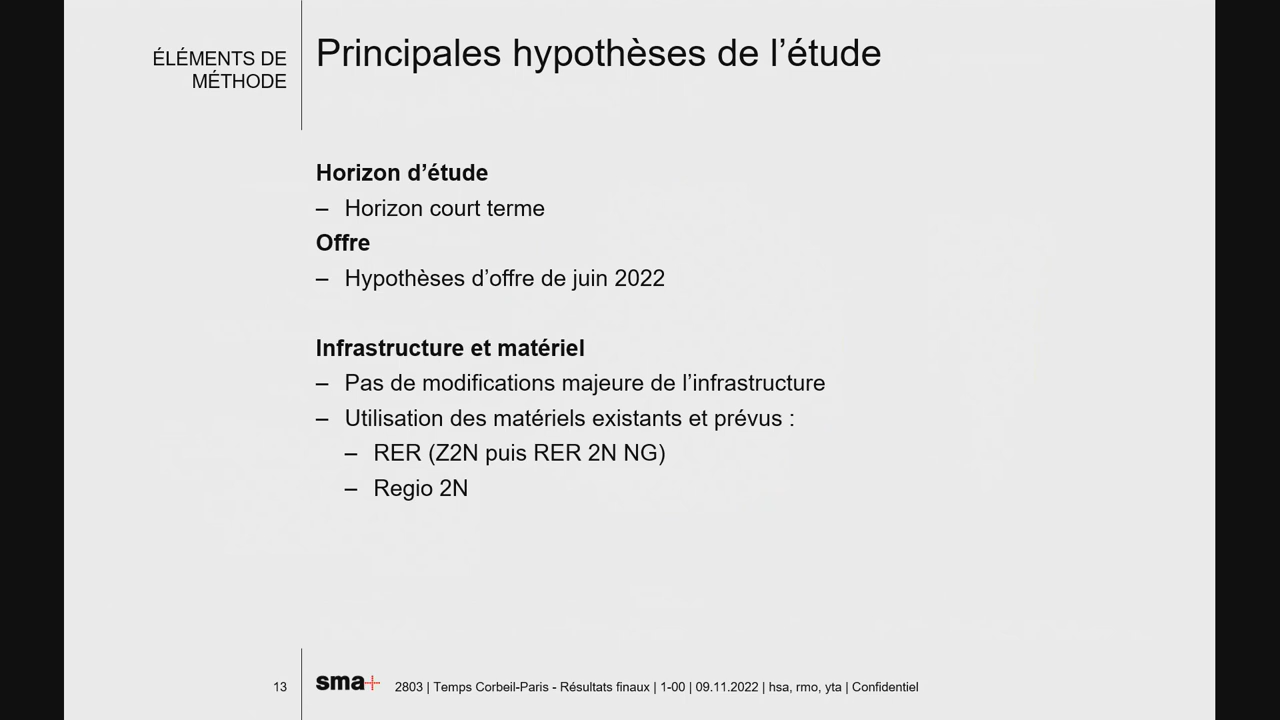 ÉLÉMENTS DE
MÉTHODE
Principales hypothèses de l’étude
Horizon d’étude
– Horizon court terme
Offre
– Hypothèses d’offre de juin 2022
Infrastructure et matériel
– Pas de modifications majeure de l’infrastructure
– Utilisation des matériels existants et prévus :
– RER (Z2N puis RER 2N NG)
– Regio 2N
13
sma+
2803 | Temps Corbeil-Paris - Résultats finaux | 1-00 | 09.11.2022 | hsa, rmo, yta | Confidentiel